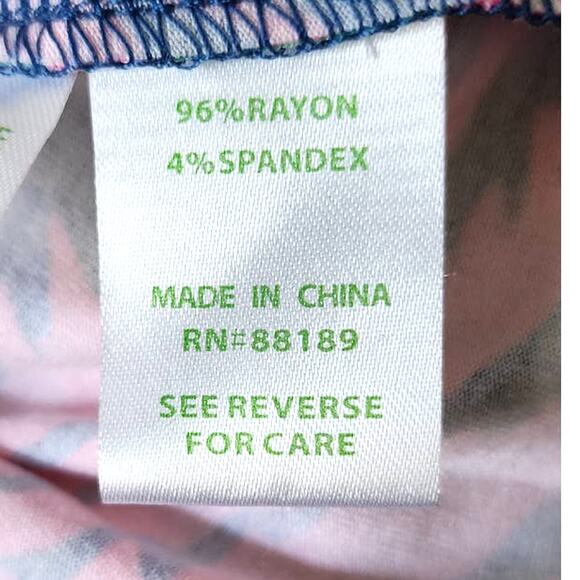 96%RAYON
4%SPANDEX
MADE IN CHINA
RN#88189
SEE REVERSE
FOR CARE